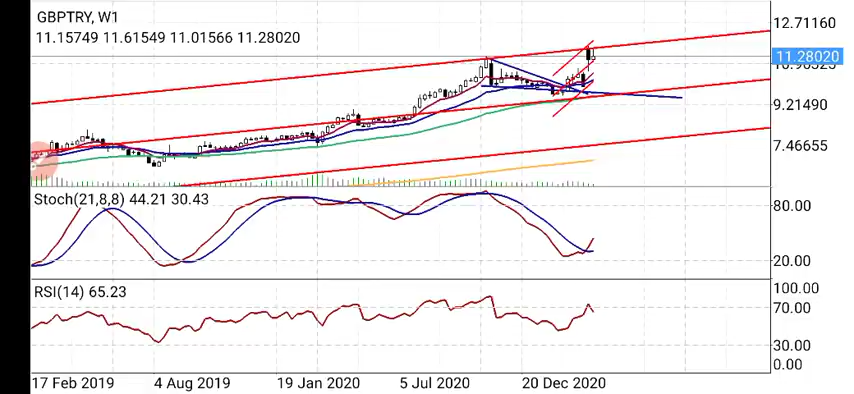 GBPTRY, W1
11.15749 11.61549 11.01566 11.28020
12.71160
11.28020
9.21490
7.46655
Stoch(21,8,8) 44.21 30.43
80.00
20.00
RSI(14) 65.23
100.00
70.00
30.00
0.00
17 Feb 2019 4 Aug 2019 19 Jan 2020 5 Jul 2020 20 Dec 2020